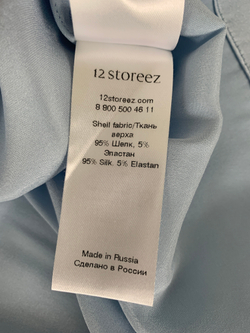 12 storeez
12storeez.com
8 800 500 46 11
Shell fabric/Ткань
верха
95% Шелк, 5%
Эластан
95% Silk. 5% Elastan
Made in Russia
Сделано в России